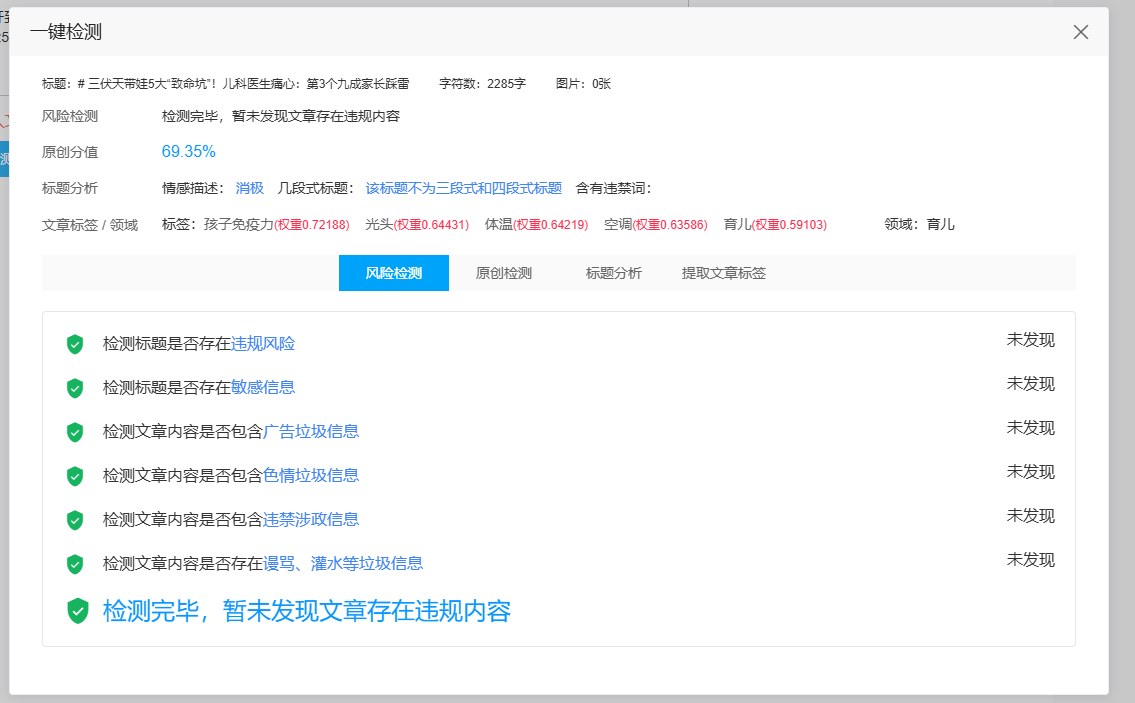 一键检测
标题：# 三伏天带娃5大“致命坑”！儿科医生痛心：第3个九成家长踩雷 字符数：2285字 图片：0张
风险检测 检测完毕，暂未发现文章存在违规内容
原创分值 69.35%
标题分析 情感描述： 消极 几段式标题： 该标题不为三段式和四段式标题 含有违禁词：
文章标签 / 领域 标签：孩子免疫力(权重0.72188) 光头(权重0.64431) 体温(权重0.64219) 空调(权重0.63586) 育儿(权重0.59103) 领域：育儿
风险检测 原创检测 标题分析 提取文章标签
检测标题是否存在违规风险 未发现
检测标题是否存在敏感信息 未发现
检测文章内容是否包含广告垃圾信息 未发现
检测文章内容是否包含色情垃圾信息 未发现
检测文章内容是否包含违禁涉政信息 未发现
检测文章内容是否存在谩骂、灌水等垃圾信息 未发现
检测完毕，暂未发现文章存在违规内容